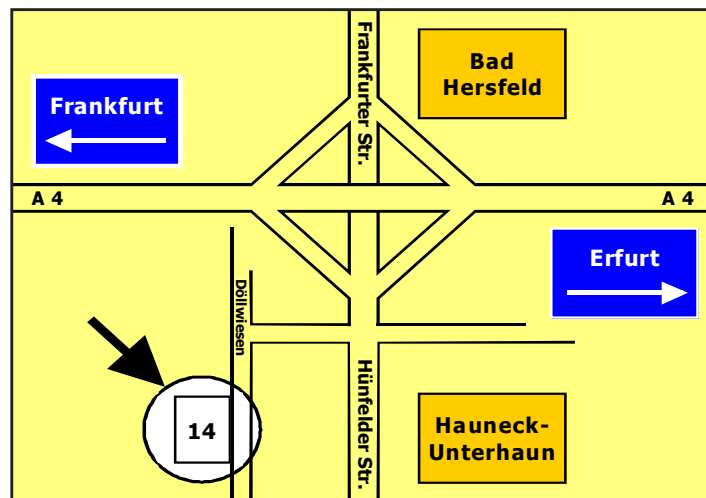 Frankfurt
Frankfurter Str.
Bad
Hersfeld
A 4
A 4
Erfurt
Döllwiesen
Hünfelder Str.
14
Hauneck-
Unterhaun